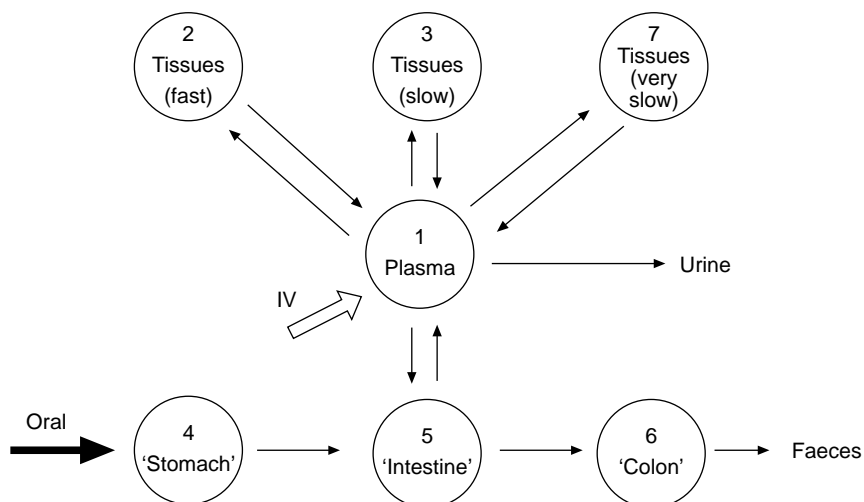 2
Tissues
(fast)
3
Tissues
(slow)
7
Tissues
(very
slow)
1
Plasma
Urine
IV
Oral
4
‘Stomach’
5
‘Intestine’
6
‘Colon’
Faeces